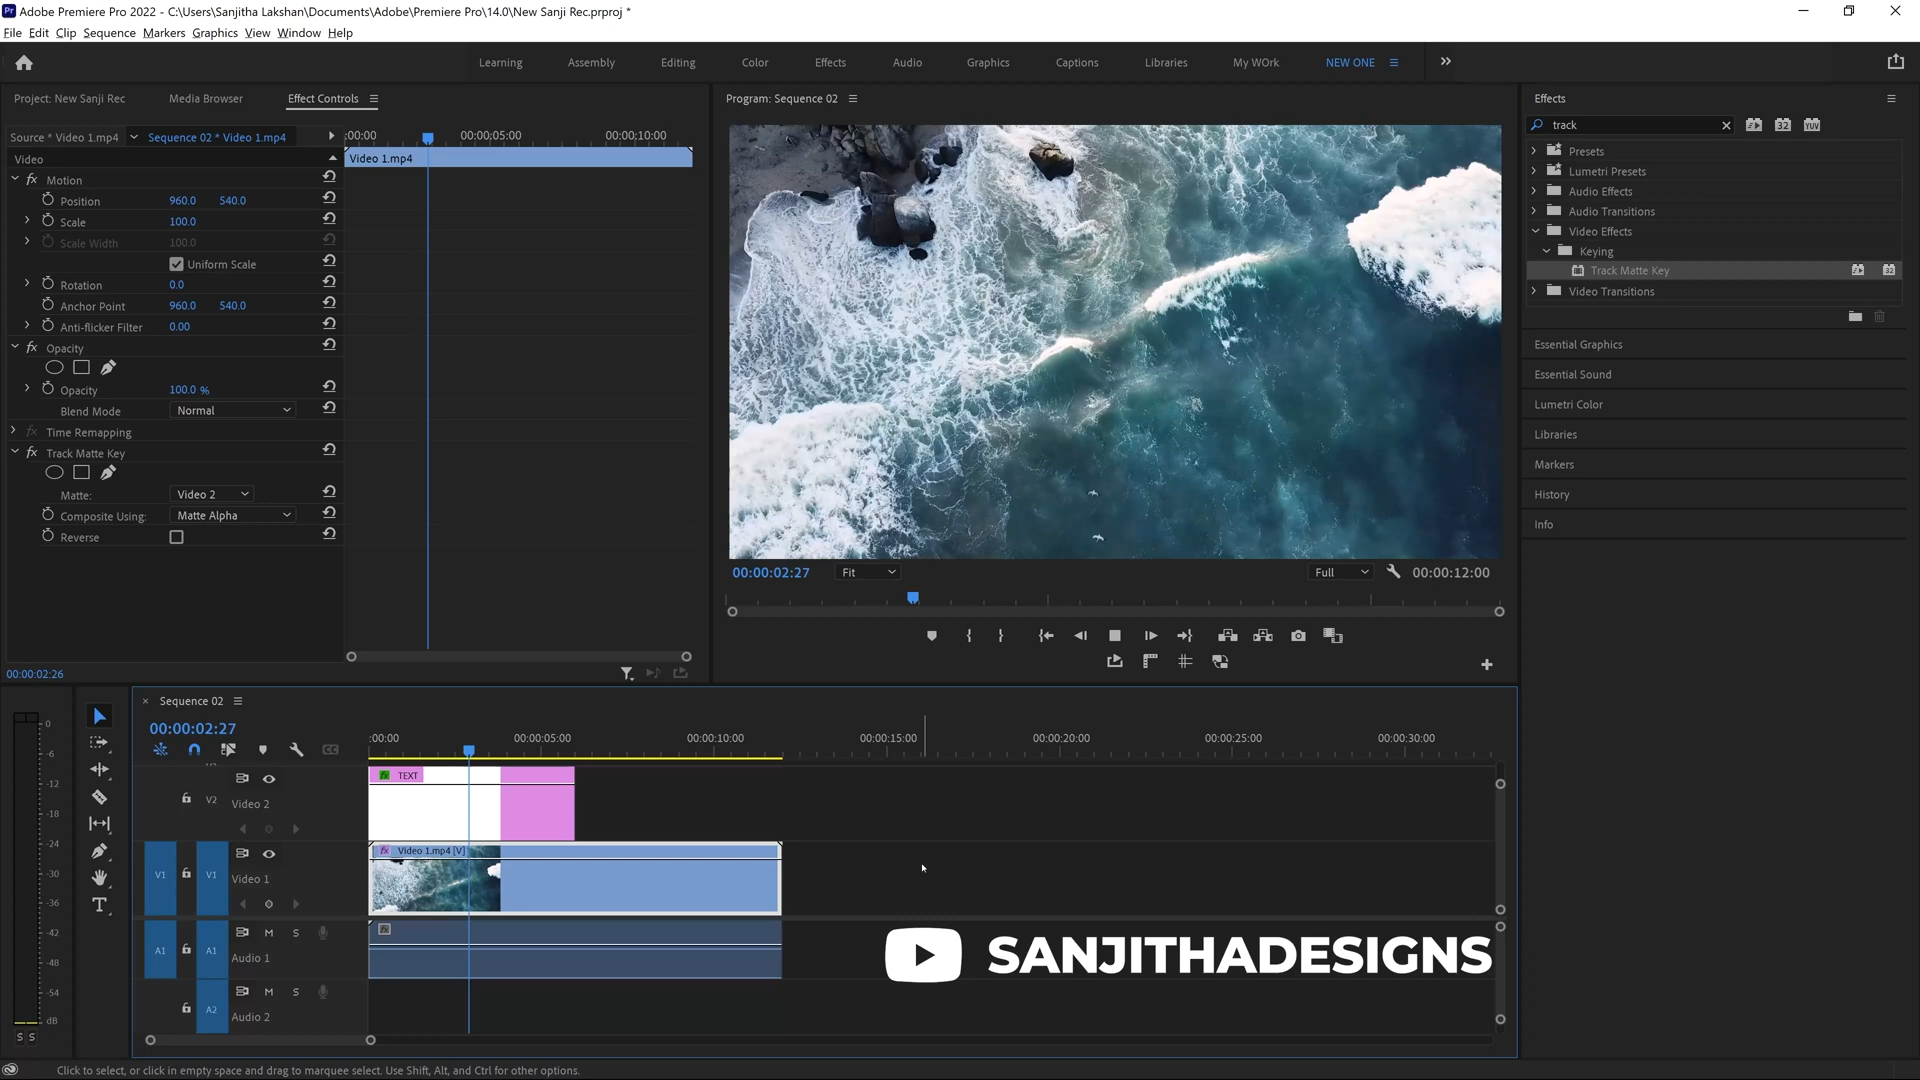 Adobe Premiere Pro 2022 - C:\Users\Sanjitha Lakshan\Documents\Adobe\Premiere Pro\14.0\New Sanji Rec.prproj *
File Edit Clip Sequence Markers Graphics View Window Help
Learning Assembly Editing Color Effects Audio Graphics Captions Libraries My WOrk NEW ONE
Project: New Sanji Rec Media Browser Effect Controls
Source * Video 1.mp4 Sequence 02 * Video 1.mp4
:00:00 00:00:05:00 00:00:10:00
Video
Video 1.mp4
fx Motion
Position 960.0 540.0
Scale 100.0
Scale Width 100.0
Uniform Scale
Rotation 0.0
Anchor Point 960.0 540.0
Anti-flicker Filter 0.00
fx Opacity
Opacity 100.0 %
Blend Mode Normal
fx Time Remapping
fx Track Matte Key
Matte: Video 2
Composite Using: Matte Alpha
Reverse
00:00:02:26
Program: Sequence 02
00:00:02:27 Fit Full 00:00:12:00
Effects
track 32 YUV
Presets
Lumetri Presets
Audio Effects
Audio Transitions
Video Effects
Keying
Track Matte Key 32
Video Transitions
Essential Graphics
Essential Sound
Lumetri Color
Libraries
Markers
History
Info
Sequence 02
00:00:02:27
CC
:00:00 00:00:05:00 00:00:10:00 00:00:15:00 00:00:20:00 00:00:25:00 00:00:30:00
fx TEXT
V2 Video 2
fx Video 1.mp4 [V]
V1 V1 Video 1
fx
M S
A1 A1 Audio 1
M S
A2 Audio 2
0
-6
-12
-18
-24
-30
-36
-42
-48
-54
dB
S S
SANJITHADESIGNS
Click to select, or click in empty space and drag to marquee select. Use Shift, Alt, and Ctrl for other options.